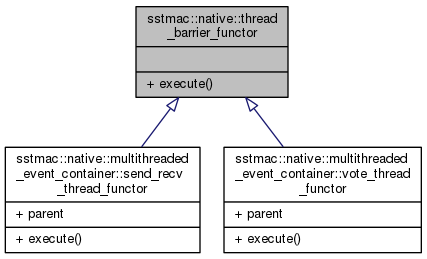 sstmac::native::thread
_barrier_functor
+ execute()
sstmac::native::multithreaded
_event_container::send_recv
_thread_functor
+ parent
+ execute()
sstmac::native::multithreaded
_event_container::vote_thread
_functor
+ parent
+ execute()